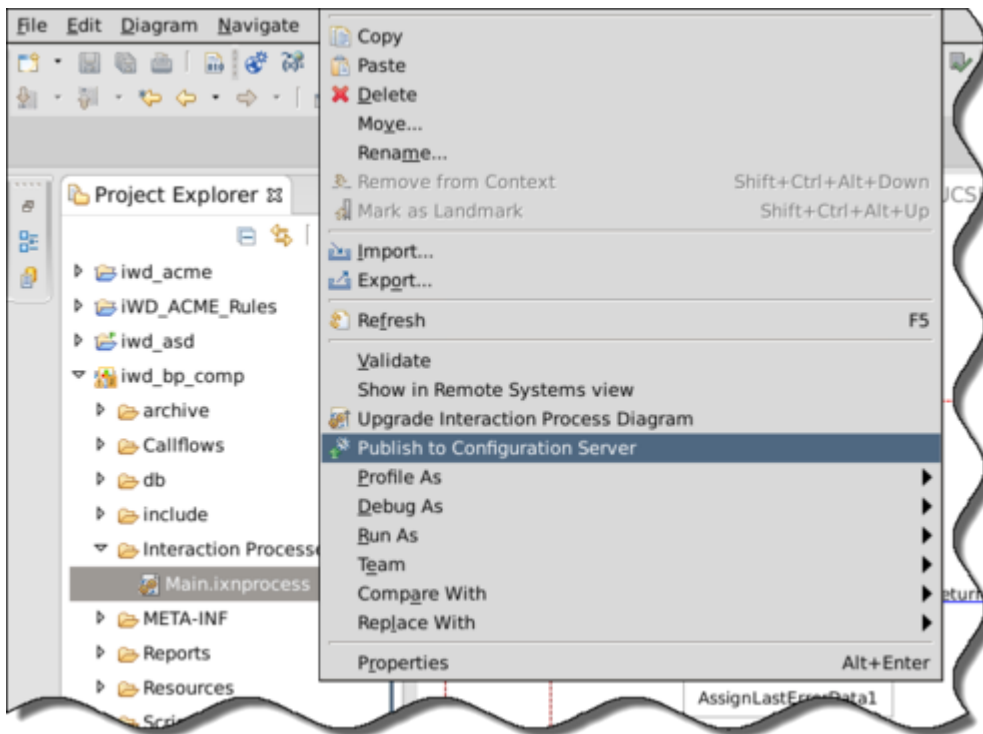 File Edit Diagram Navigate
Copy
Paste
Delete
Move...
Rename...
Remove from Context Shift+Ctrl+Alt+Down
Mark as Landmark Shift+Ctrl+Alt+Up
Import...
Export...
Refresh F5
Validate
Show in Remote Systems view
Upgrade Interaction Process Diagram
Publish to Configuration Server
Profile As
Debug As
Run As
Team
Compare With
Replace With
Properties Alt+Enter
Project Explorer
iwd_acme
iWD_ACME_Rules
iwd_asd
iwd_bp_comp
archive
Callflows
db
include
Interaction Processe
Main.ixnprocess
META-INF
Reports
Resources